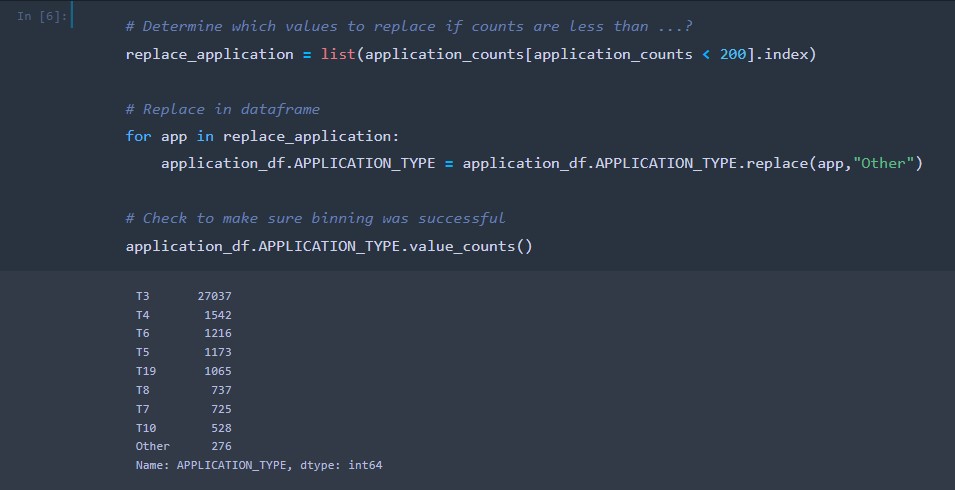 In [6]:
# Determine which values to replace if counts are less than ...?
replace_application = list(application_counts[application_counts < 200].index)
# Replace in dataframe
for app in replace_application:
    application_df.APPLICATION_TYPE = application_df.APPLICATION_TYPE.replace(app,"Other")
# Check to make sure binning was successful
application_df.APPLICATION_TYPE.value_counts()
T3       27037
T4        1542
T6        1216
T5        1173
T19       1065
T8         737
T7         725
T10        528
Other      276
Name: APPLICATION_TYPE, dtype: int64